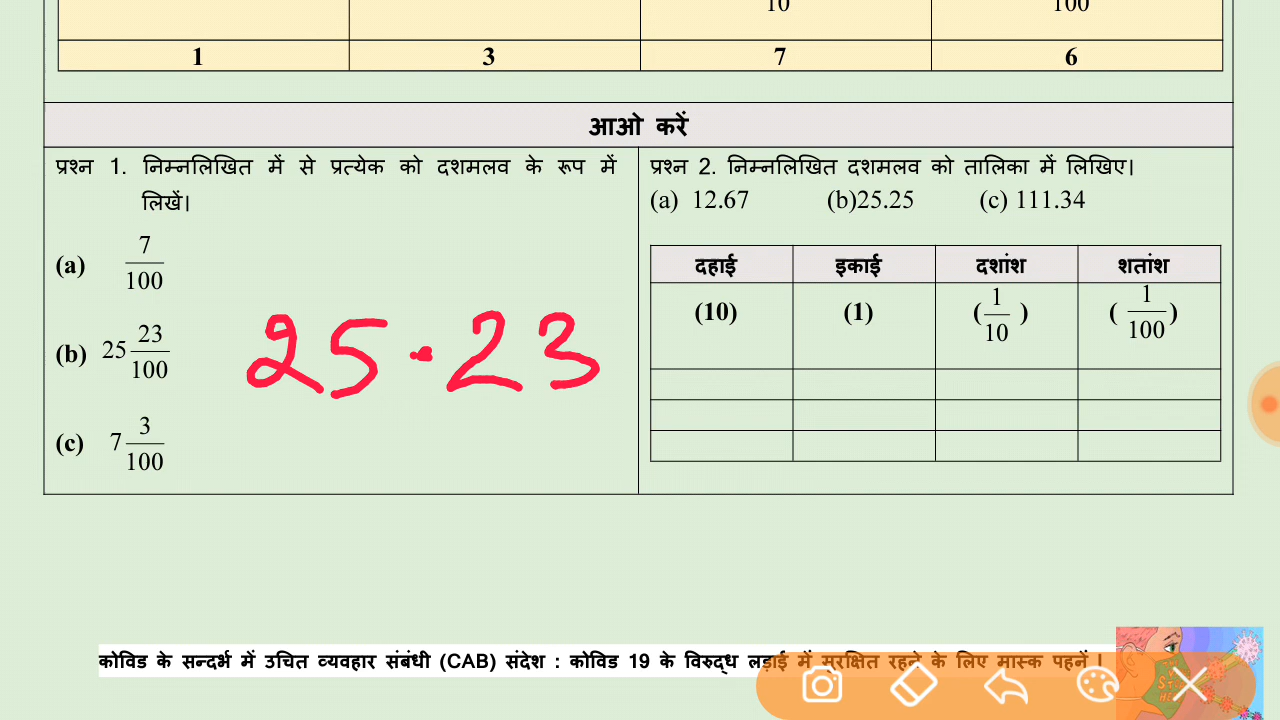 10 100
1 3 7 6
आओ करें
प्रश्न 1. निम्नलिखित में से प्रत्येक को दशमलव के रूप में
लिखें।
(a) 7/100
(b) 25 23/100 25.23
(c) 7 3/100
प्रश्न 2. निम्नलिखित दशमलव को तालिका में लिखिए।
(a) 12.67 (b)25.25 (c) 111.34
दहाई इकाई दशांश शतांश
(10) (1) (1/10) (1/100)
कोविड के सन्दर्भ में उचित व्यवहार संबंधी (CAB) संदेश : कोविड 19 के विरुद्ध लड़ाई में सुरक्षित रहने के लिए मास्क पहनें ।